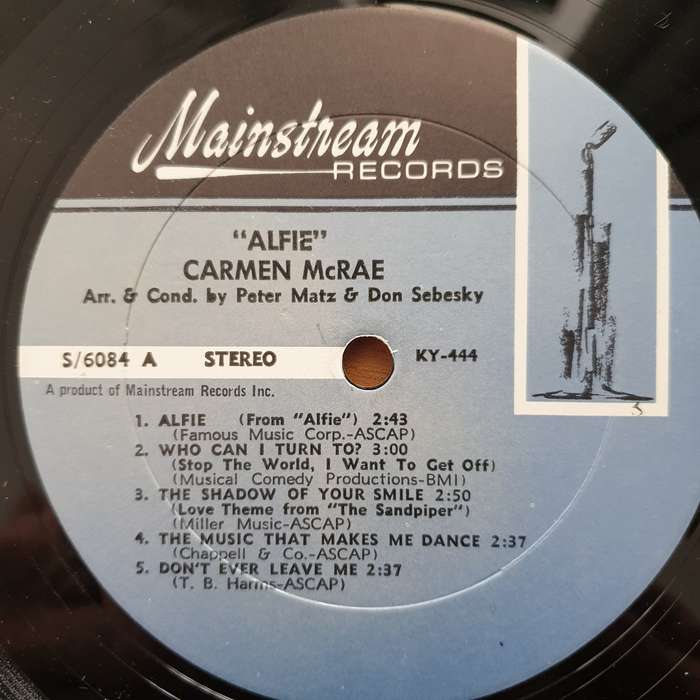 Mainstream
RECORDS
"ALFIE"
CARMEN McRAE
Arr. & Cond. by Peter Matz & Don Sebesky
S/6084 A STEREO KY-444
A product of Mainstream Records Inc.
1. ALFIE (From "Alfie") 2:43
(Famous Music Corp.-ASCAP)
2. WHO CAN I TURN TO? 3:00
(Stop The World, I Want To Get Off)
(Musical Comedy Productions-BMI)
3. THE SHADOW OF YOUR SMILE 2:50
(Love Theme from "The Sandpiper")
(Miller Music-ASCAP)
4. THE MUSIC THAT MAKES ME DANCE 2:37
(Chappell & Co.-ASCAP)
5. DON'T EVER LEAVE ME 2:37
(T. B. Harms-ASCAP)